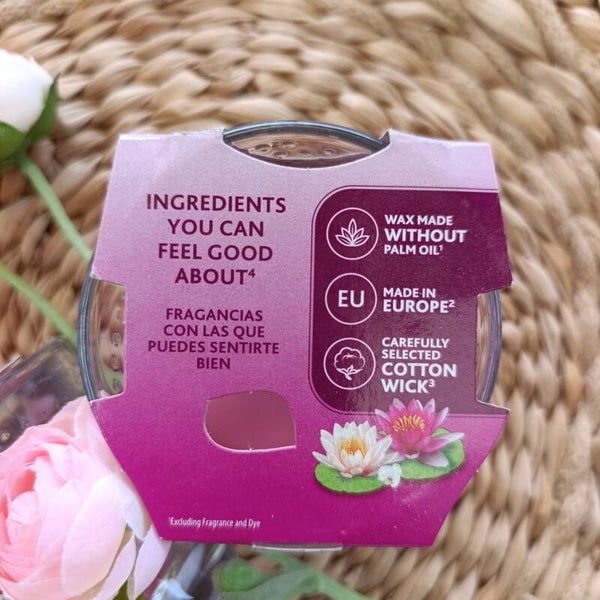 INGREDIENTS
YOU CAN
FEEL GOOD
ABOUT⁴
FRAGANCIAS
CON LAS QUE
PUEDES SENTIRTE
BIEN
WAX MADE
WITHOUT
PALM OIL¹
EU
MADE IN
EUROPE²
CAREFULLY
SELECTED
COTTON
WICK³
¹Excluding Fragrance and Dye